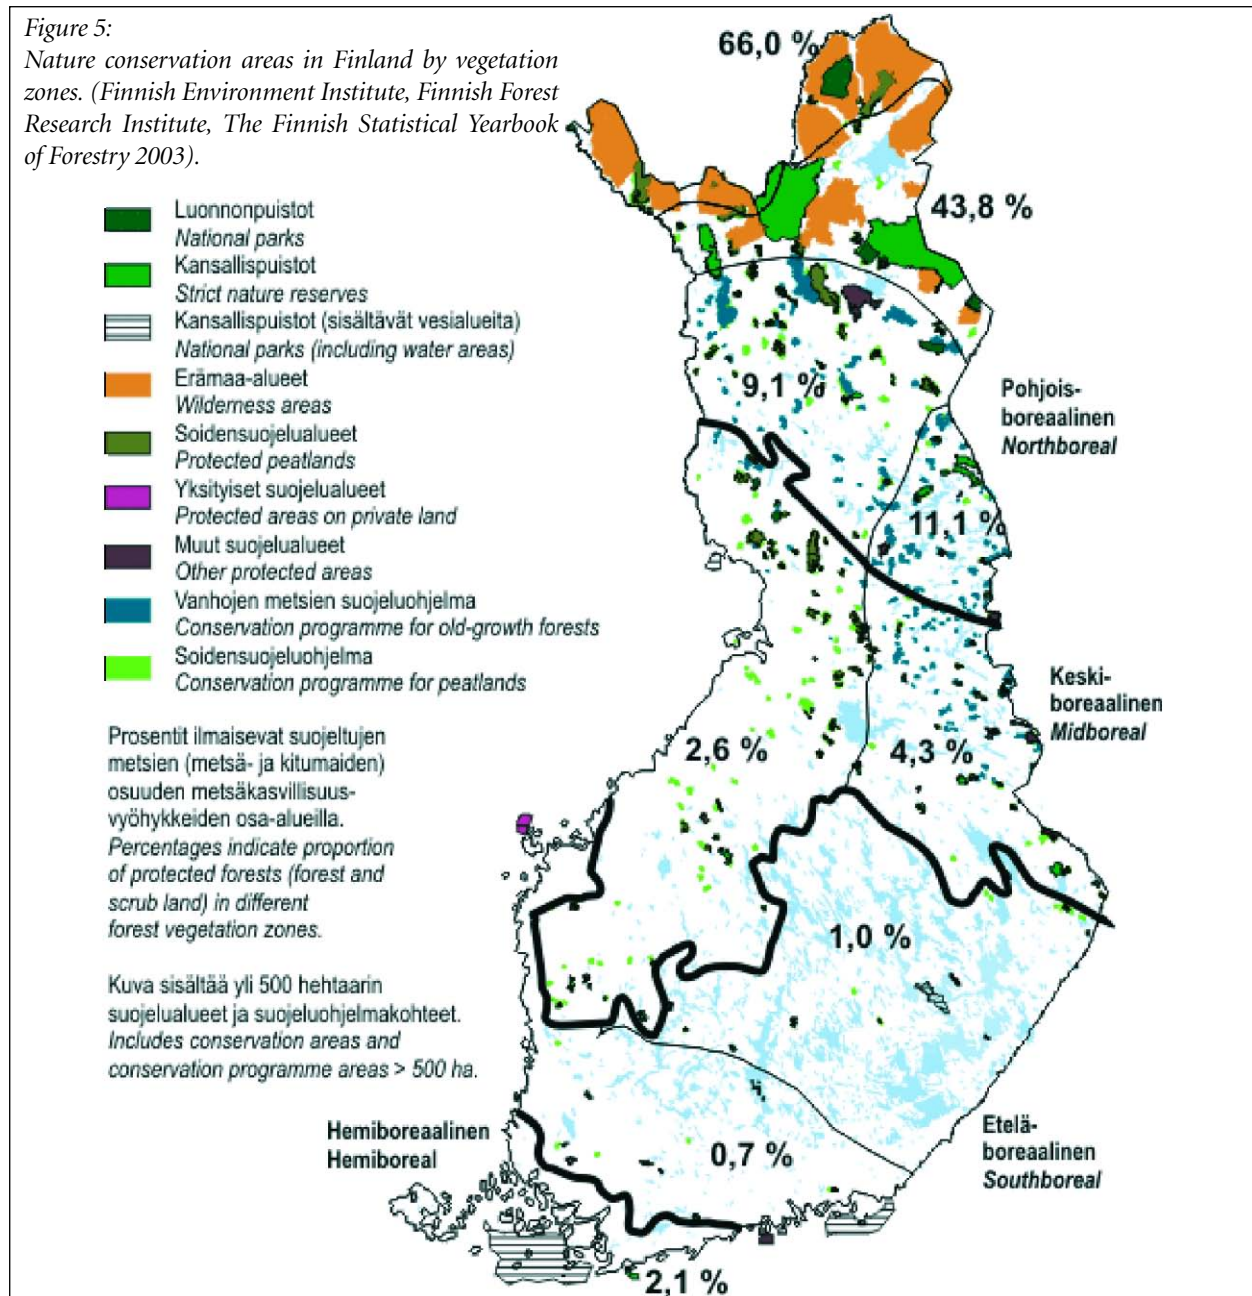 Figure 5:
Nature conservation areas in Finland by vegetation
zones. (Finnish Environment Institute, Finnish Forest
Research Institute, The Finnish Statistical Yearbook
of Forestry 2003).
Luonnonpuistot
National parks
Kansallispuistot
Strict nature reserves
Kansallispuistot (sisältävät vesialueita)
National parks (including water areas)
Erämaa-alueet
Wilderness areas
Soidensuojelualueet
Protected peatlands
Yksityiset suojelualueet
Protected areas on private land
Muut suojelualueet
Other protected areas
Vanhojen metsien suojeluohjelma
Conservation programme for old-growth forests
Soidensuojeluohjelma
Conservation programme for peatlands
Prosentit ilmaisevat suojeltujen
metsien (metsä- ja kitumaiden)
osuuden metsäkasvillisuus-
vyöhykkeiden osa-alueilla.
Percentages indicate proportion
of protected forests (forest and
scrub land) in different
forest vegetation zones.
Kuva sisältää yli 500 hehtaarin
suojelualueet ja suojeluohjelmakohteet.
Includes conservation areas and
conservation programme areas > 500 ha.
66,0 %
43,8 %
9,1 %
Pohjois-
boreaalinen
Northboreal
11,1 %
Keski-
boreaalinen
Midboreal
2,6 %
4,3 %
1,0 %
Hemiboreaalinen
Hemiboreal
0,7 %
Etelä-
boreaalinen
Southboreal
2,1 %